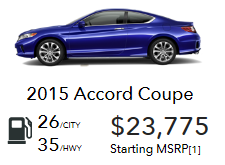 2015 Accord Coupe
26/CITY
35/HWY
$23,775
Starting MSRP[1]